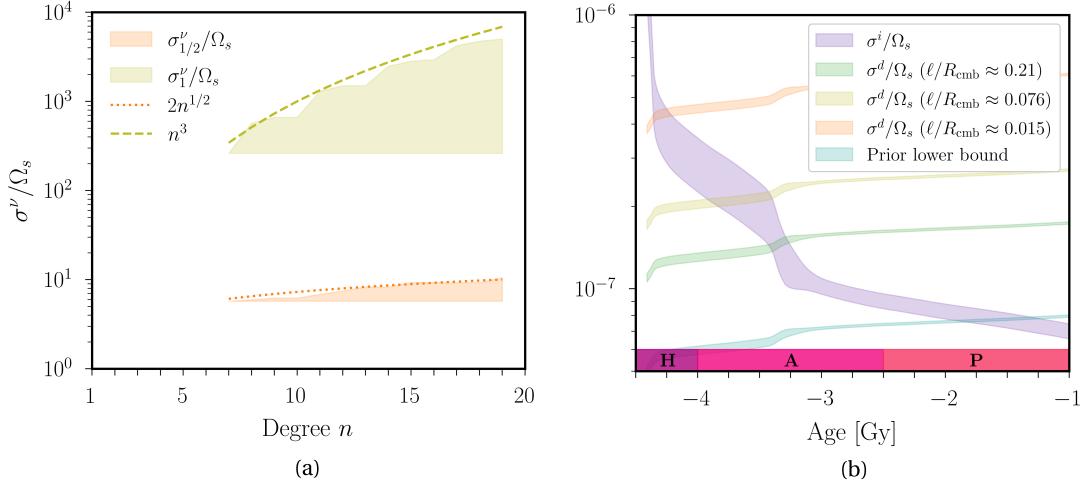 10^4
10^3
10^2
10^1
10^0
σ^ν/Ω_s
σ^ν_{1/2}/Ω_s
σ^ν_1/Ω_s
2n^{1/2}
n^3
1 5 10 15 20
Degree n
(a)
10^{−6}
10^{−7}
σ^i/Ω_s
σ^d/Ω_s (ℓ/R_cmb ≈ 0.21)
σ^d/Ω_s (ℓ/R_cmb ≈ 0.076)
σ^d/Ω_s (ℓ/R_cmb ≈ 0.015)
Prior lower bound
H A P
−4 −3 −2 −1
Age [Gy]
(b)